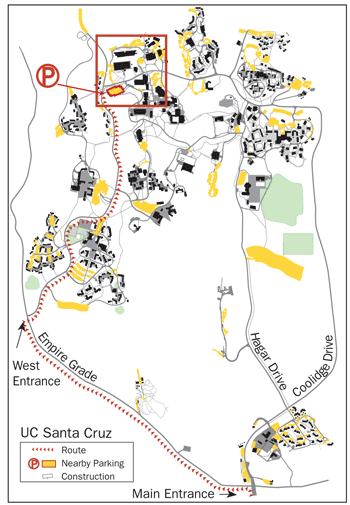 P
West
Entrance
Empire Grade
Hagar Drive
Coolidge Drive
UC Santa Cruz
Route
P Nearby Parking
Construction
Main Entrance